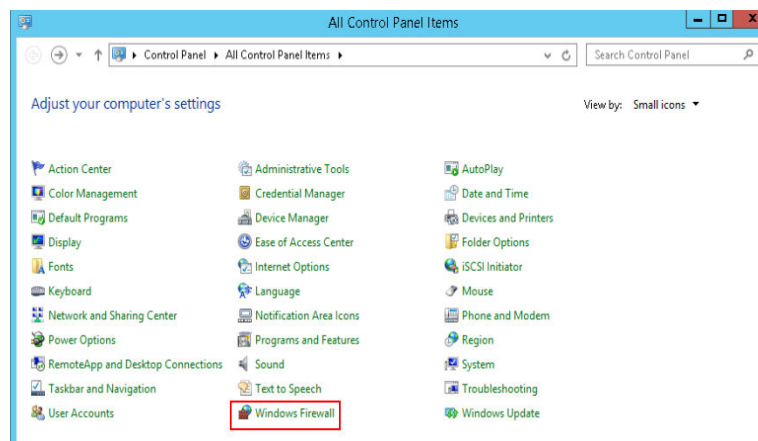 All Control Panel Items
Control Panel ▸ All Control Panel Items ▸
Search Control Panel
Adjust your computer's settings
View by: Small icons
Action Center
Administrative Tools
AutoPlay
Color Management
Credential Manager
Date and Time
Default Programs
Device Manager
Devices and Printers
Display
Ease of Access Center
Folder Options
Fonts
Internet Options
iSCSI Initiator
Keyboard
Language
Mouse
Network and Sharing Center
Notification Area Icons
Phone and Modem
Power Options
Programs and Features
Region
RemoteApp and Desktop Connections
Sound
System
Taskbar and Navigation
Text to Speech
Troubleshooting
User Accounts
Windows Firewall
Windows Update